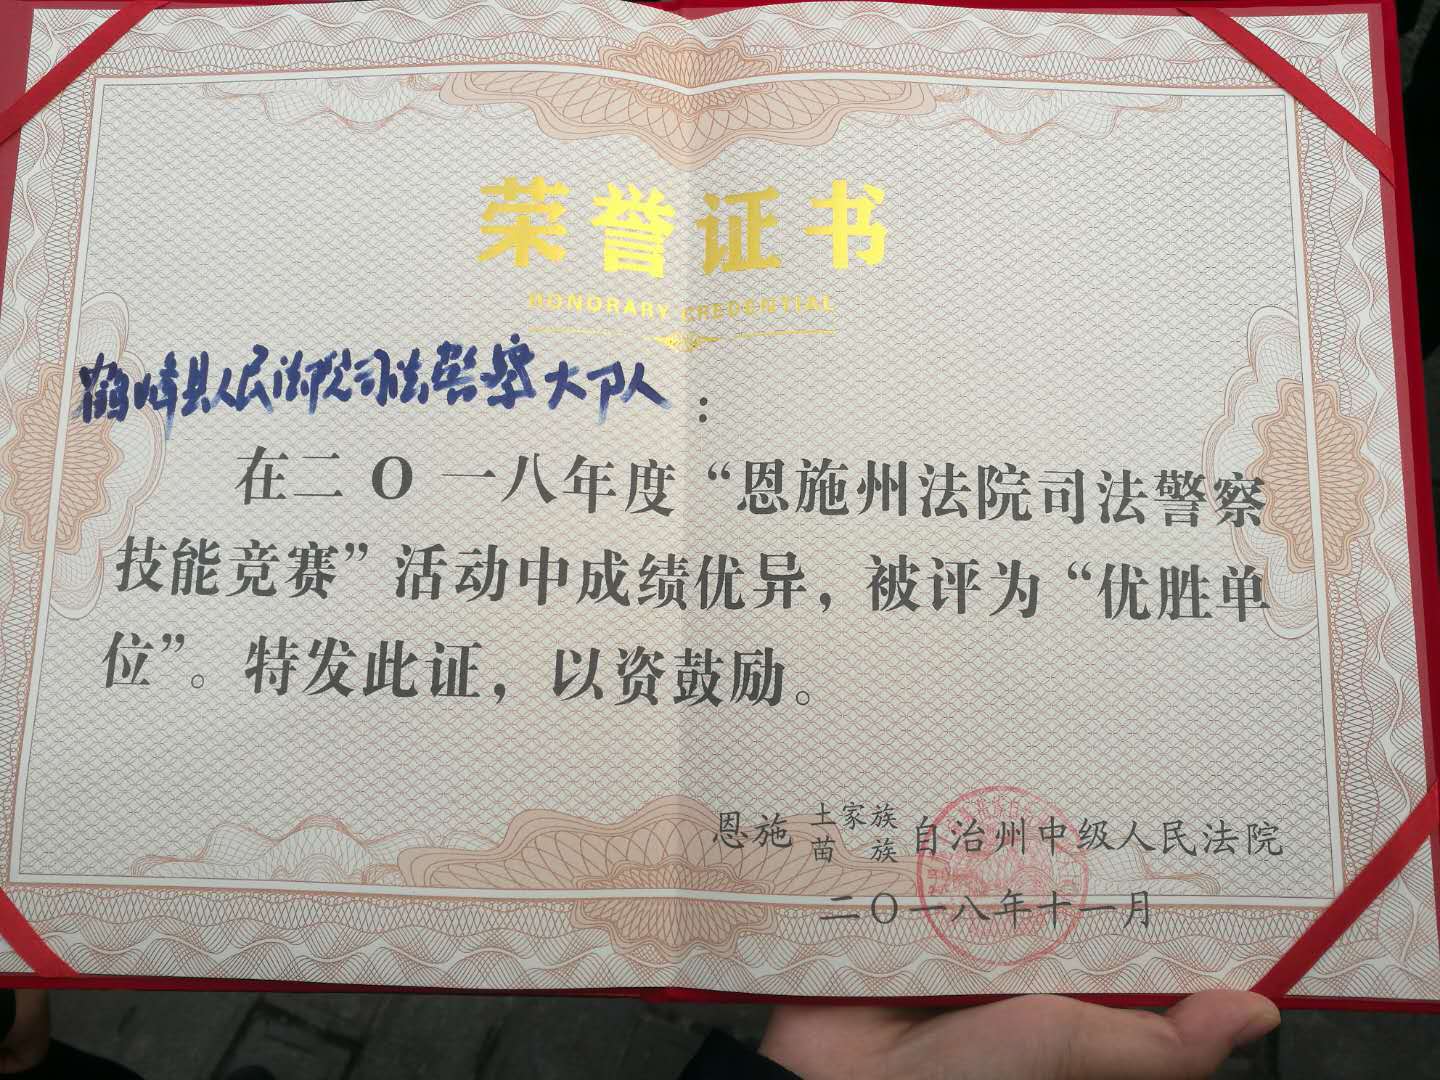 荣誉证书
HONORARY CREDENTIAL
鹤峰县人民法院司法警察大队：
在二〇一八年度“恩施州法院司法警察
技能竞赛”活动中成绩优异，被评为“优胜单
位”。特发此证，以资鼓励。
恩施土家族苗族自治州中级人民法院
二〇一八年十一月